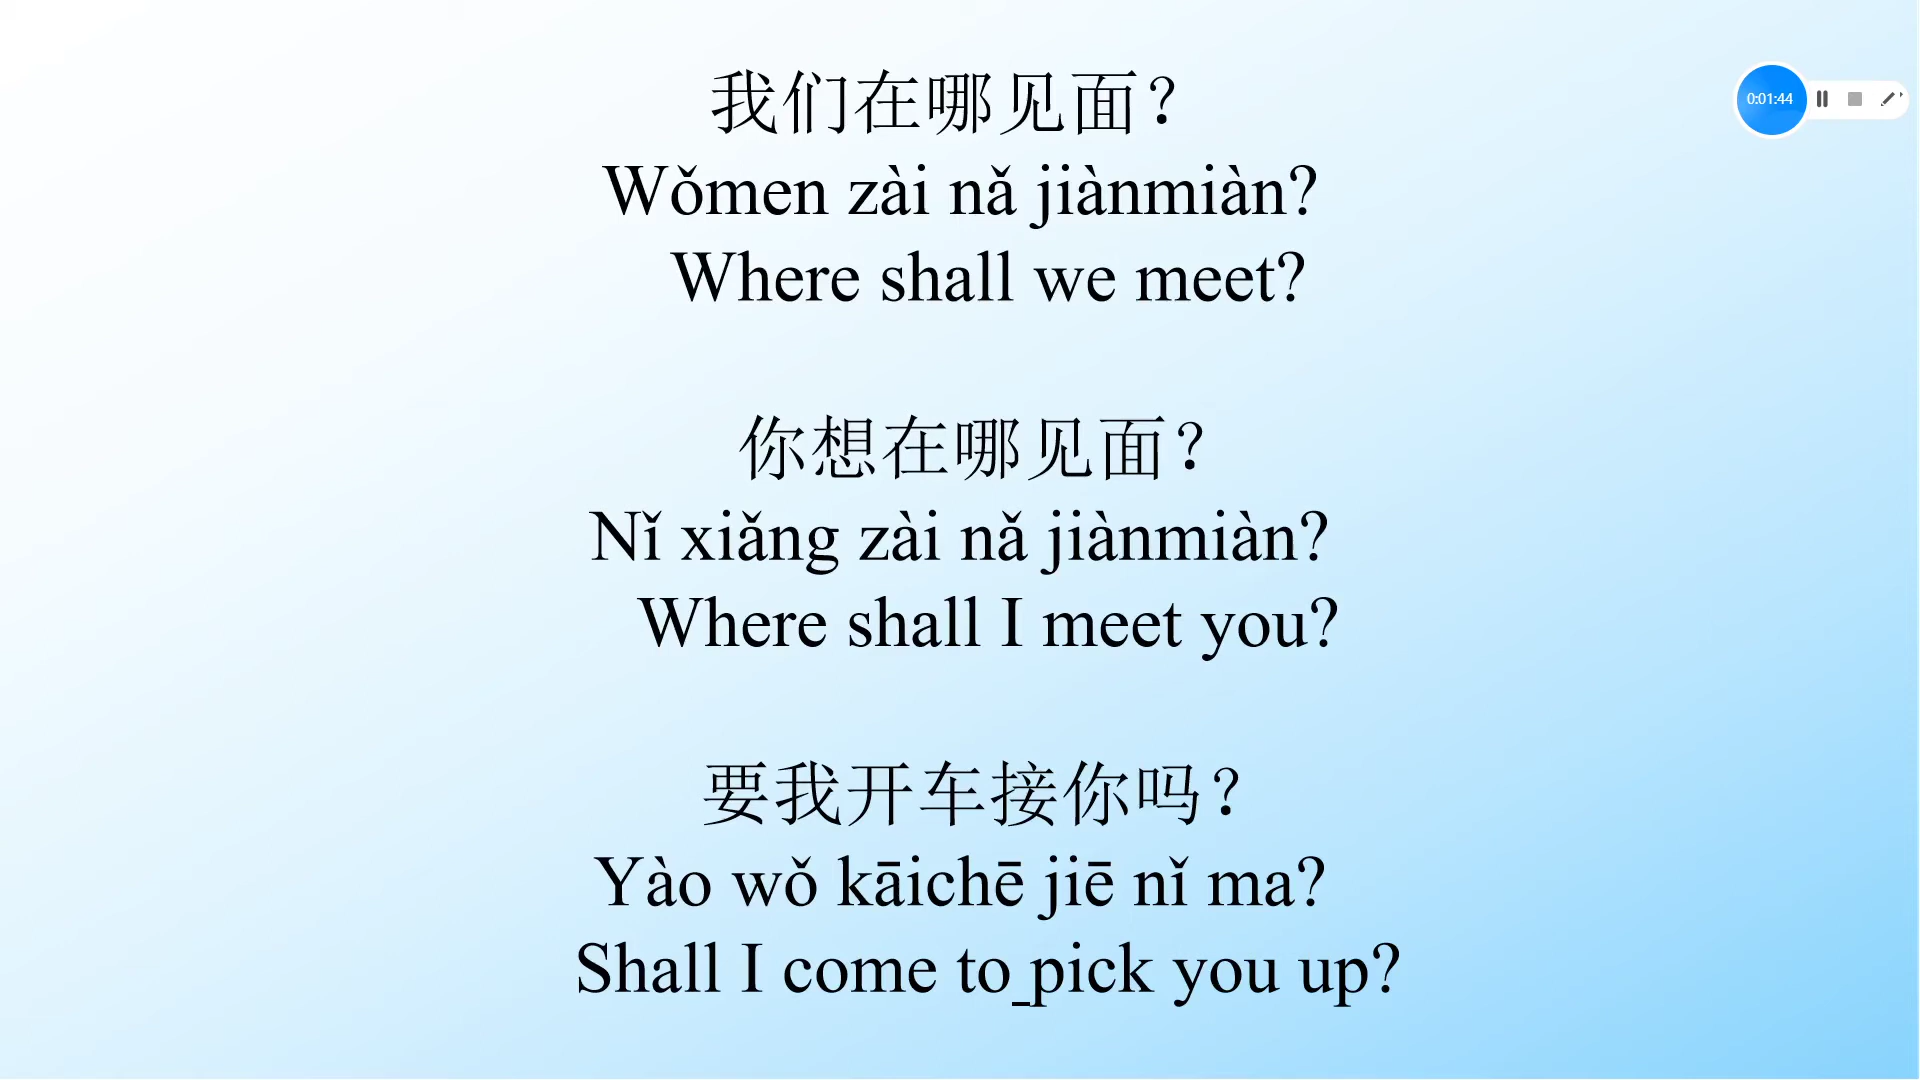 我们在哪见面？
Wǒmen zài nǎ jiànmiàn?
Where shall we meet?
你想在哪见面？
Nǐ xiǎng zài nǎ jiànmiàn?
Where shall I meet you?
要我开车接你吗？
Yào wǒ kāichē jiē nǐ ma?
Shall I come to pick you up?
0:01:44